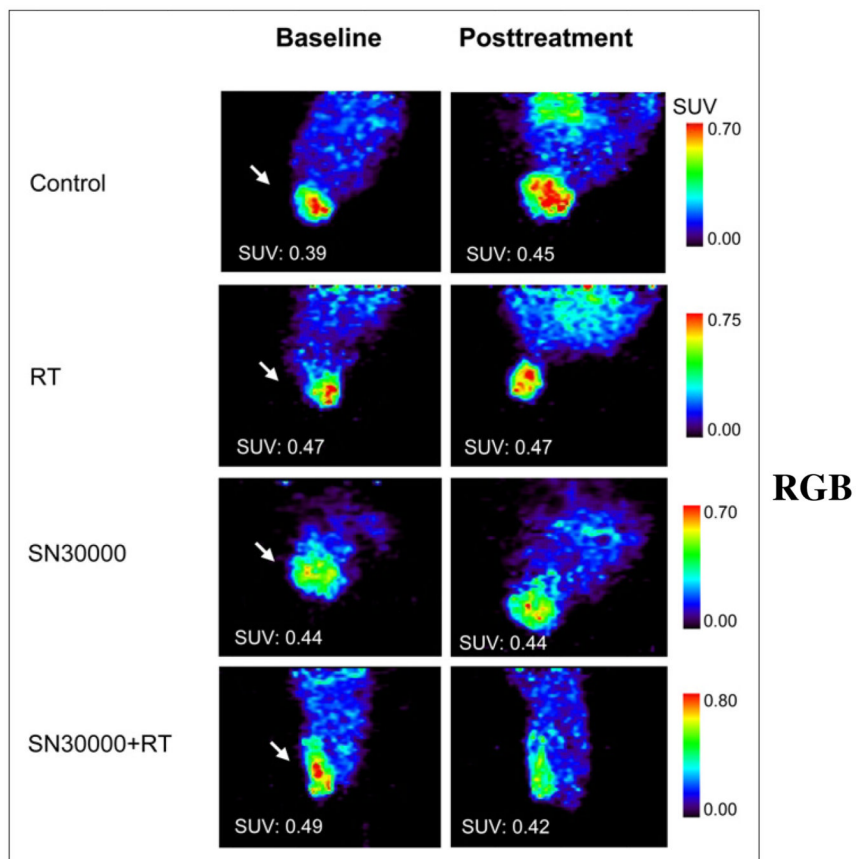 Baseline Posttreatment
SUV
0.70
Control
0.00
SUV: 0.39 SUV: 0.45
0.75
RT
0.00
SUV: 0.47 SUV: 0.47
RGB
0.70
SN30000
0.00
SUV: 0.44 SUV: 0.44
0.80
SN30000+RT
0.00
SUV: 0.49 SUV: 0.42